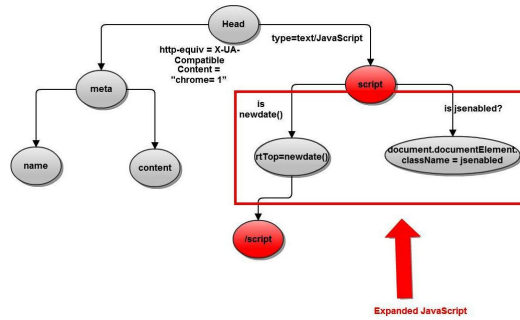 Head
http-equiv = X-UA-
Compatible
Content =
"chrome= 1"
type=text/JavaScript
meta
script
is
newdate()
is jsenabled?
name
content
rtTop=newdate()
document.documentElement.
className = jsenabled
/script
Expanded JavaScript